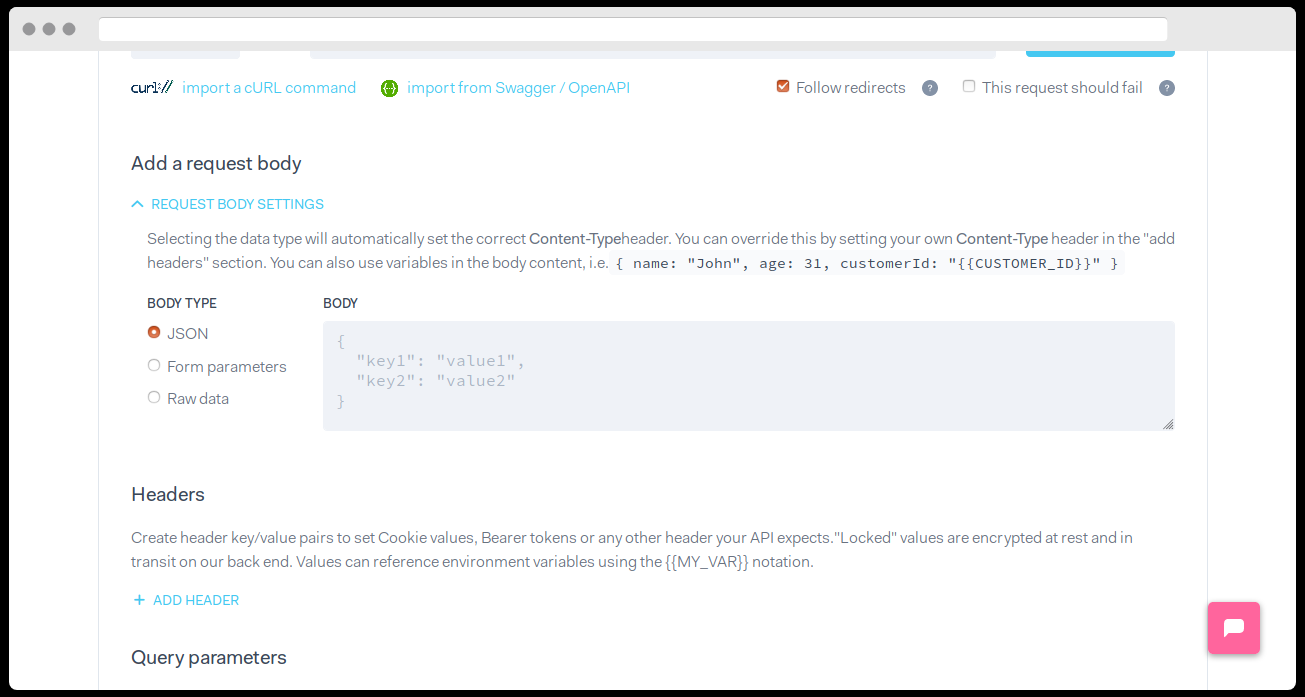 curl:// import a cURL command {··} import from Swagger / OpenAPI Follow redirects ? This request should fail ?
Add a request body
REQUEST BODY SETTINGS
Selecting the data type will automatically set the correct Content-Typeheader. You can override this by setting your own Content-Type header in the "add
headers" section. You can also use variables in the body content, i.e. { name: "John", age: 31, customerId: "{{CUSTOMER_ID}}" }
BODY TYPE
JSON
Form parameters
Raw data
BODY
{
"key1": "value1",
"key2": "value2"
}
Headers
Create header key/value pairs to set Cookie values, Bearer tokens or any other header your API expects."Locked" values are encrypted at rest and in
transit on our back end. Values can reference environment variables using the {{MY_VAR}} notation.
+ ADD HEADER
Query parameters